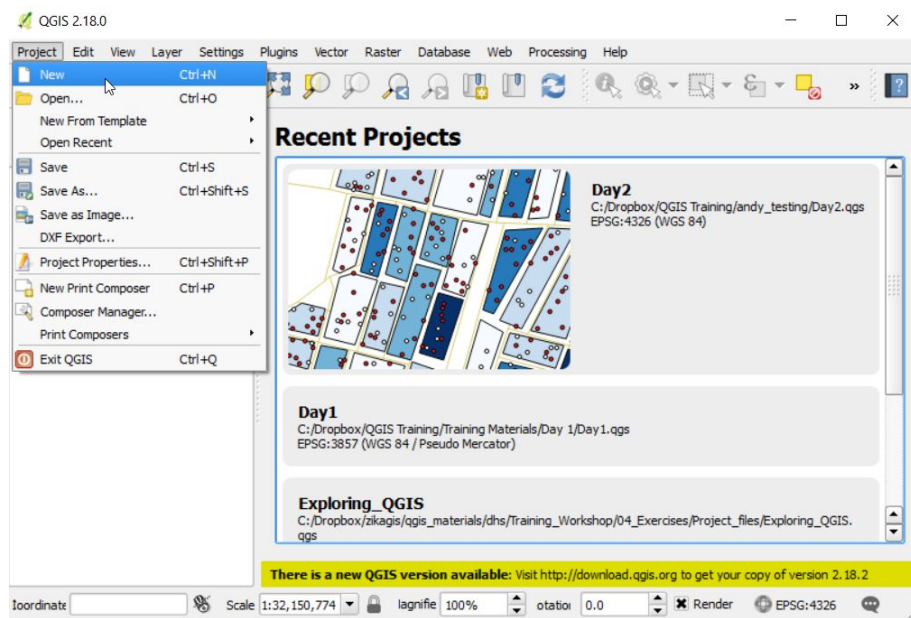 QGIS 2.18.0
Project Edit View Layer Settings Plugins Vector Raster Database Web Processing Help
New Ctrl+N
Open... Ctrl+O
New From Template
Open Recent
Save Ctrl+S
Save As... Ctrl+Shift+S
Save as Image...
DXF Export...
Project Properties... Ctrl+Shift+P
New Print Composer Ctrl+P
Composer Manager...
Print Composers
Exit QGIS Ctrl+Q
»
?
Recent Projects
Day2
C:/Dropbox/QGIS Training/andy_testing/Day2.qgs
EPSG:4326 (WGS 84)
Day1
C:/Dropbox/QGIS Training/Training Materials/Day 1/Day1.qgs
EPSG:3857 (WGS 84 / Pseudo Mercator)
Exploring_QGIS
C:/Dropbox/zikagis/qgis_materials/dhs/Training_Workshop/04_Exercises/Project_files/Exploring_QGIS.
qgs
There is a new QGIS version available: Visit http://download.qgis.org to get your copy of version 2.18.2
oordinate Scale 1:32,150,774 lagnifie 100% otation 0.0 Render EPSG:4326